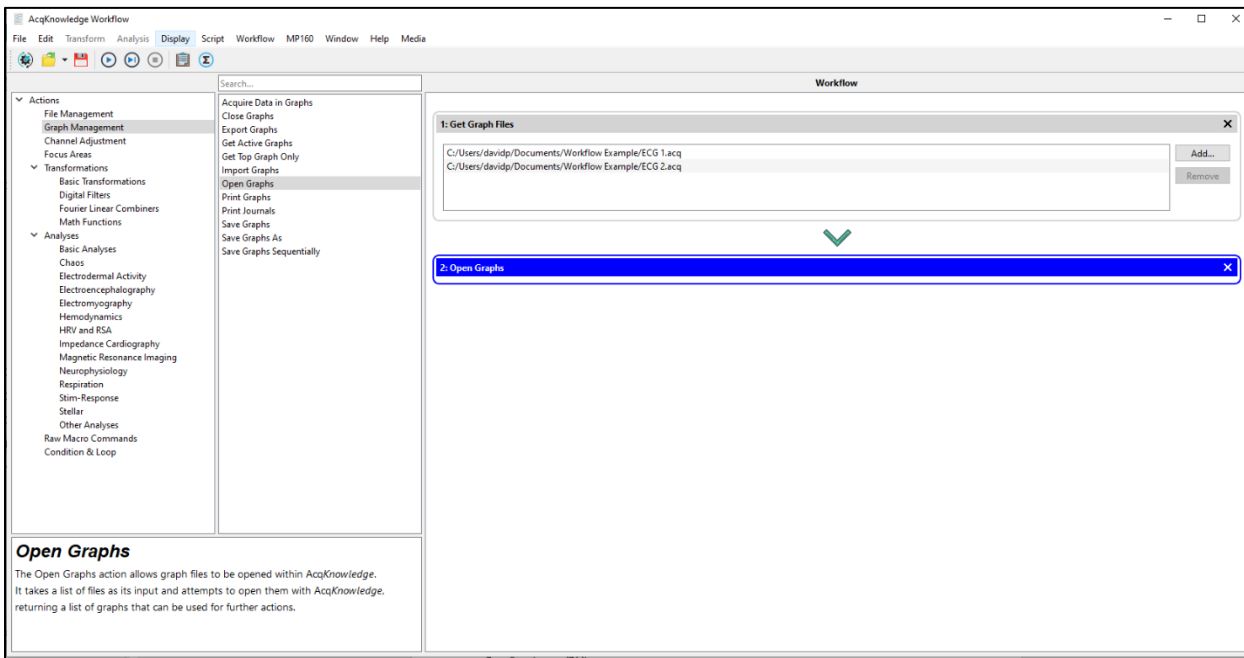 AcqKnowledge Workflow
File Edit Transform Analysis Display Script Workflow MP160 Window Help Media
Search...
Workflow
Actions
File Management
Graph Management
Channel Adjustment
Focus Areas
Transformations
Basic Transformations
Digital Filters
Fourier Linear Combiners
Math Functions
Analyses
Basic Analyses
Chaos
Electrodermal Activity
Electroencephalography
Electromyography
Hemodynamics
HRV and RSA
Impedance Cardiography
Magnetic Resonance Imaging
Neurophysiology
Respiration
Stim-Response
Stellar
Other Analyses
Raw Macro Commands
Condition & Loop
Acquire Data in Graphs
Close Graphs
Export Graphs
Get Active Graphs
Get Top Graph Only
Import Graphs
Open Graphs
Print Graphs
Print Journals
Save Graphs
Save Graphs As
Save Graphs Sequentially
1: Get Graph Files
C:/Users/davidp/Documents/Workflow Example/ECG 1.acq
C:/Users/davidp/Documents/Workflow Example/ECG 2.acq
Add...
Remove
2: Open Graphs
Open Graphs
The Open Graphs action allows graph files to be opened within AcqKnowledge.
It takes a list of files as its input and attempts to open them with AcqKnowledge,
returning a list of graphs that can be used for further actions.